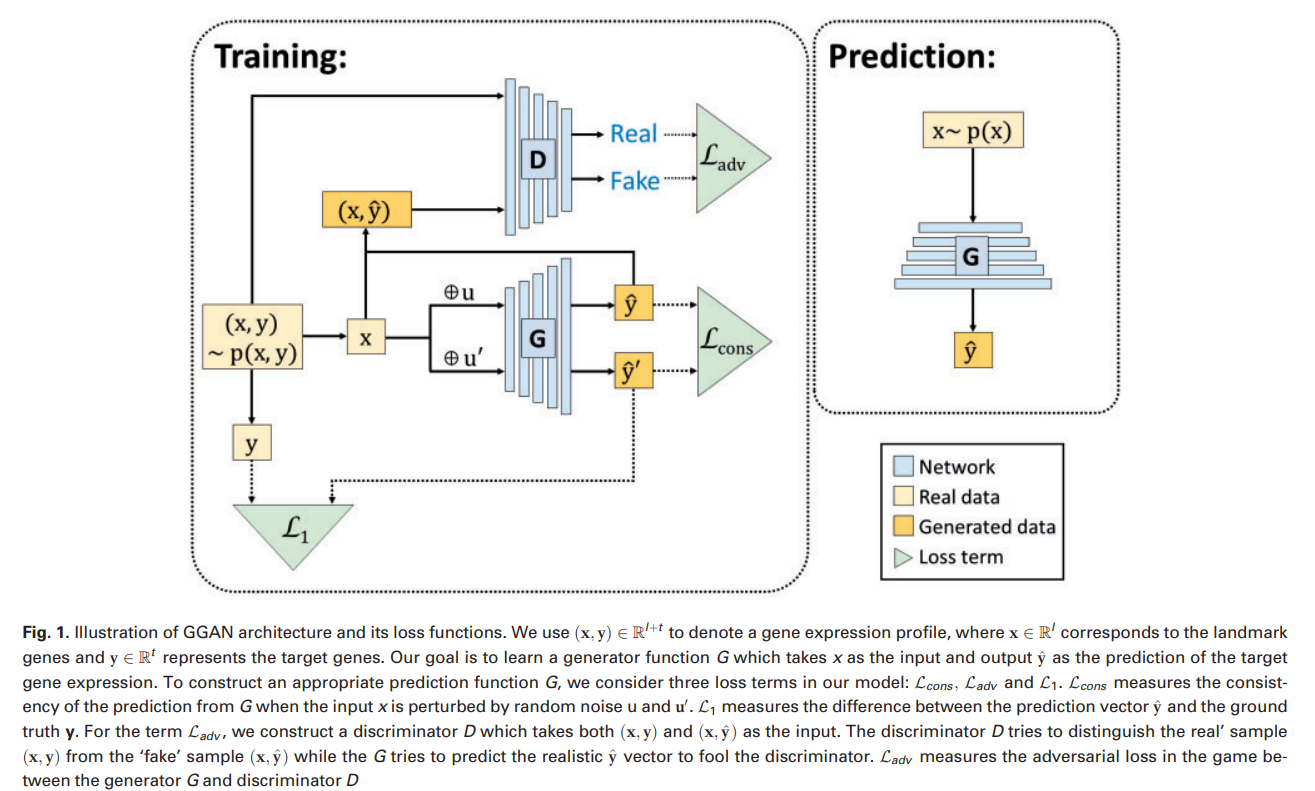 Training:
Prediction:
x~ p(x)
D
Real
Fake
ℒadv
(x, ŷ)
G
(x, y)
~ p(x, y)
x
⊕u
⊕u′
G
ŷ
ŷ′
ℒcons
ŷ
y
ℒ1
Network
Real data
Generated data
Loss term
Fig. 1. Illustration of GGAN architecture and its loss functions. We use (x, y) ∈ ℝˡ⁺ᵗ to denote a gene expression profile, where x ∈ ℝˡ corresponds to the landmark
genes and y ∈ ℝᵗ represents the target genes. Our goal is to learn a generator function G which takes x as the input and output ŷ as the prediction of the target
gene expression. To construct an appropriate prediction function G, we consider three loss terms in our model: ℒcons, ℒadv and ℒ1. ℒcons measures the consist-
ency of the prediction from G when the input x is perturbed by random noise u and u′. ℒ1 measures the difference between the prediction vector ŷ and the ground
truth y. For the term ℒadv, we construct a discriminator D which takes both (x, y) and (x, ŷ) as the input. The discriminator D tries to distinguish the real’ sample
(x, y) from the ‘fake’ sample (x, ŷ) while the G tries to predict the realistic ŷ vector to fool the discriminator. ℒadv measures the adversarial loss in the game be-
tween the generator G and discriminator D